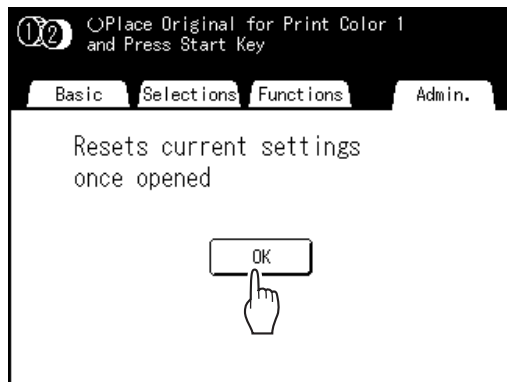 ①② ○Place Original for Print Color 1
and Press Start Key
Basic Selections Functions Admin.
Resets current settings
once opened
OK